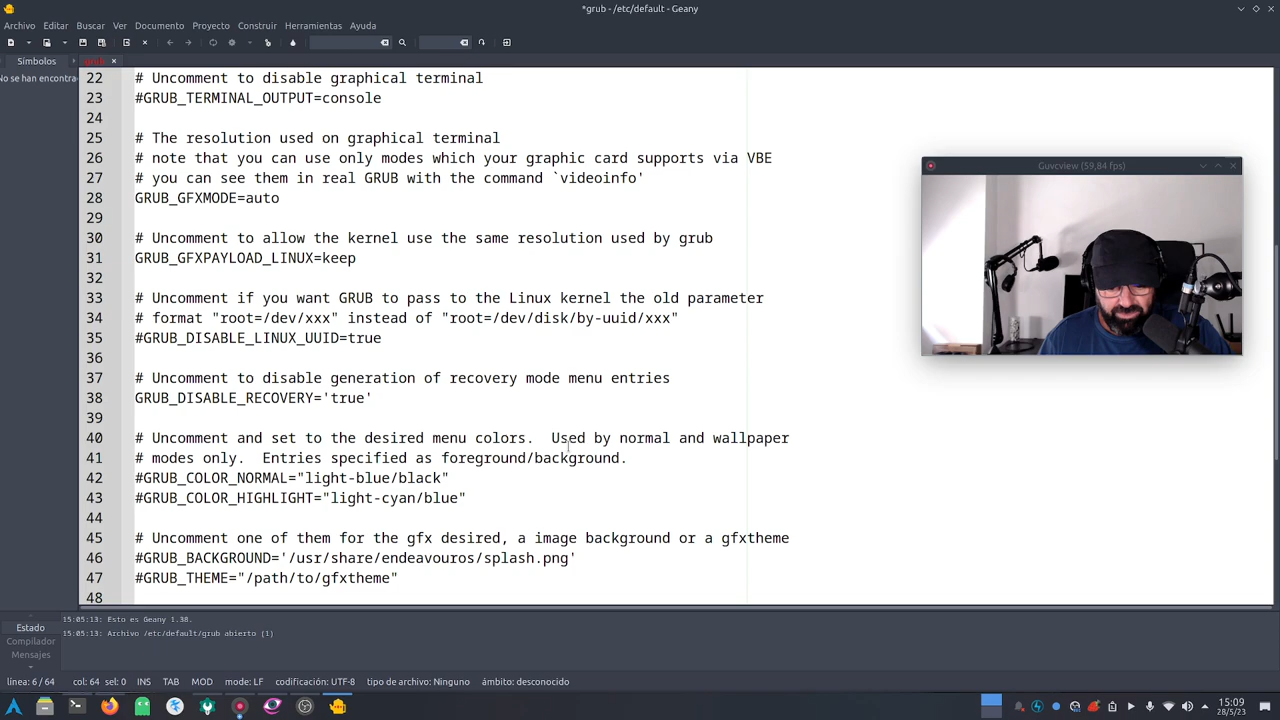 *grub - /etc/default - Geany
Archivo Editar Buscar Ver Documento Proyecto Construir Herramientas Ayuda
Símbolos
grub
No se han encontra
22 # Uncomment to disable graphical terminal
23 #GRUB_TERMINAL_OUTPUT=console
24
25 # The resolution used on graphical terminal
26 # note that you can use only modes which your graphic card supports via VBE
27 # you can see them in real GRUB with the command `videoinfo'
28 GRUB_GFXMODE=auto
29
30 # Uncomment to allow the kernel use the same resolution used by grub
31 GRUB_GFXPAYLOAD_LINUX=keep
32
33 # Uncomment if you want GRUB to pass to the Linux kernel the old parameter
34 # format "root=/dev/xxx" instead of "root=/dev/disk/by-uuid/xxx"
35 #GRUB_DISABLE_LINUX_UUID=true
36
37 # Uncomment to disable generation of recovery mode menu entries
38 GRUB_DISABLE_RECOVERY='true'
39
40 # Uncomment and set to the desired menu colors.  Used by normal and wallpaper
41 # modes only.  Entries specified as foreground/background.
42 #GRUB_COLOR_NORMAL="light-blue/black"
43 #GRUB_COLOR_HIGHLIGHT="light-cyan/blue"
44
45 # Uncomment one of them for the gfx desired, a image background or a gfxtheme
46 #GRUB_BACKGROUND='/usr/share/endeavouros/splash.png'
47 #GRUB_THEME="/path/to/gfxtheme"
48
Guvcview (59,84 fps)
Estado
Compilador
Mensajes
15:05:13: Esto es Geany 1.38.
15:05:13: Archivo /etc/default/grub abierto (1)
línea: 6 / 64 col: 64 sel: 0 INS TAB MOD mode: LF codificación: UTF-8 tipo de archivo: Ninguno ámbito: desconocido
15:09
28/5/23